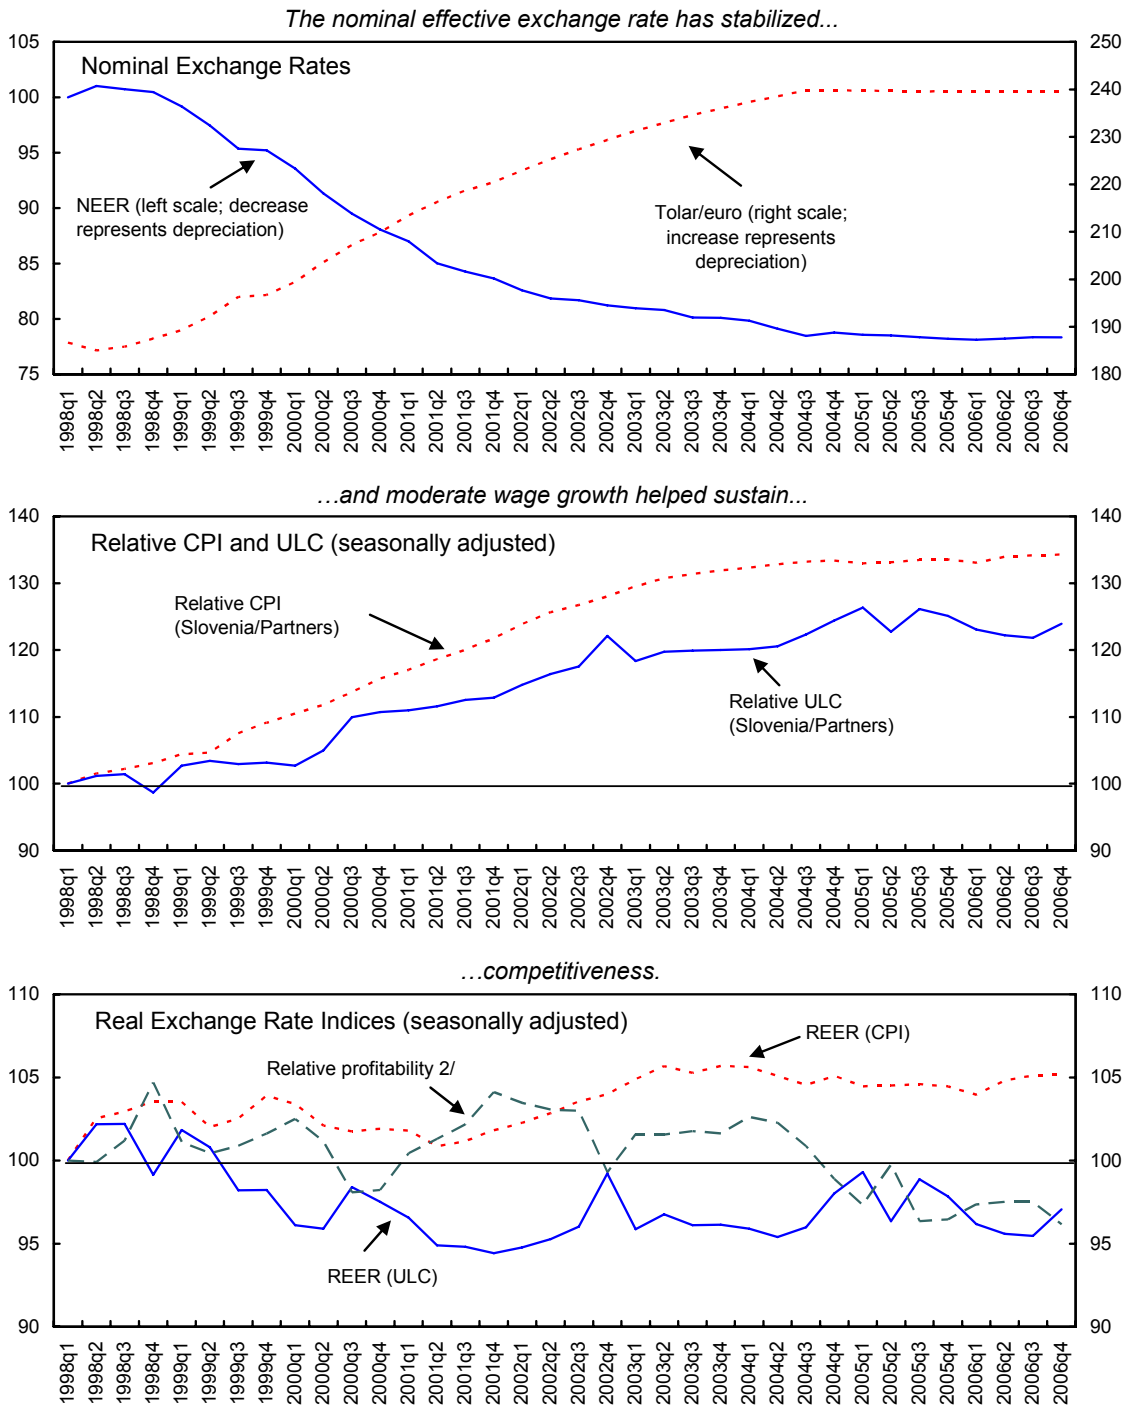 The nominal effective exchange rate has stabilized...
105 250
Nominal Exchange Rates
100 240
95 230
220
90
NEER (left scale; decrease
represents depreciation)
Tolar/euro (right scale;
increase represents
depreciation)
210
85
200
80
190
75 180
1998q1 1998q2 1998q3 1998q4 1999q1 1999q2 1999q3 1999q4 2000q1 2000q2 2000q3 2000q4 2001q1 2001q2 2001q3 2001q4 2002q1 2002q2 2002q3 2002q4 2003q1 2003q2 2003q3 2003q4 2004q1 2004q2 2004q3 2004q4 2005q1 2005q2 2005q3 2005q4 2006q1 2006q2 2006q3 2006q4
…and moderate wage growth helped sustain...
140 140
Relative CPI and ULC (seasonally adjusted)
130 130
Relative CPI
(Slovenia/Partners)
120 120
Relative ULC
(Slovenia/Partners)
110 110
100 100
90 90
1998q1 1998q2 1998q3 1998q4 1999q1 1999q2 1999q3 1999q4 2000q1 2000q2 2000q3 2000q4 2001q1 2001q2 2001q3 2001q4 2002q1 2002q2 2002q3 2002q4 2003q1 2003q2 2003q3 2003q4 2004q1 2004q2 2004q3 2004q4 2005q1 2005q2 2005q3 2005q4 2006q1 2006q2 2006q3 2006q4
…competitiveness.
110 110
Real Exchange Rate Indices (seasonally adjusted)
REER (CPI)
Relative profitability 2/
105 105
100 100
95 95
REER (ULC)
90 90
1998q1 1998q2 1998q3 1998q4 1999q1 1999q2 1999q3 1999q4 2000q1 2000q2 2000q3 2000q4 2001q1 2001q2 2001q3 2001q4 2002q1 2002q2 2002q3 2002q4 2003q1 2003q2 2003q3 2003q4 2004q1 2004q2 2004q3 2004q4 2005q1 2005q2 2005q3 2005q4 2006q1 2006q2 2006q3 2006q4